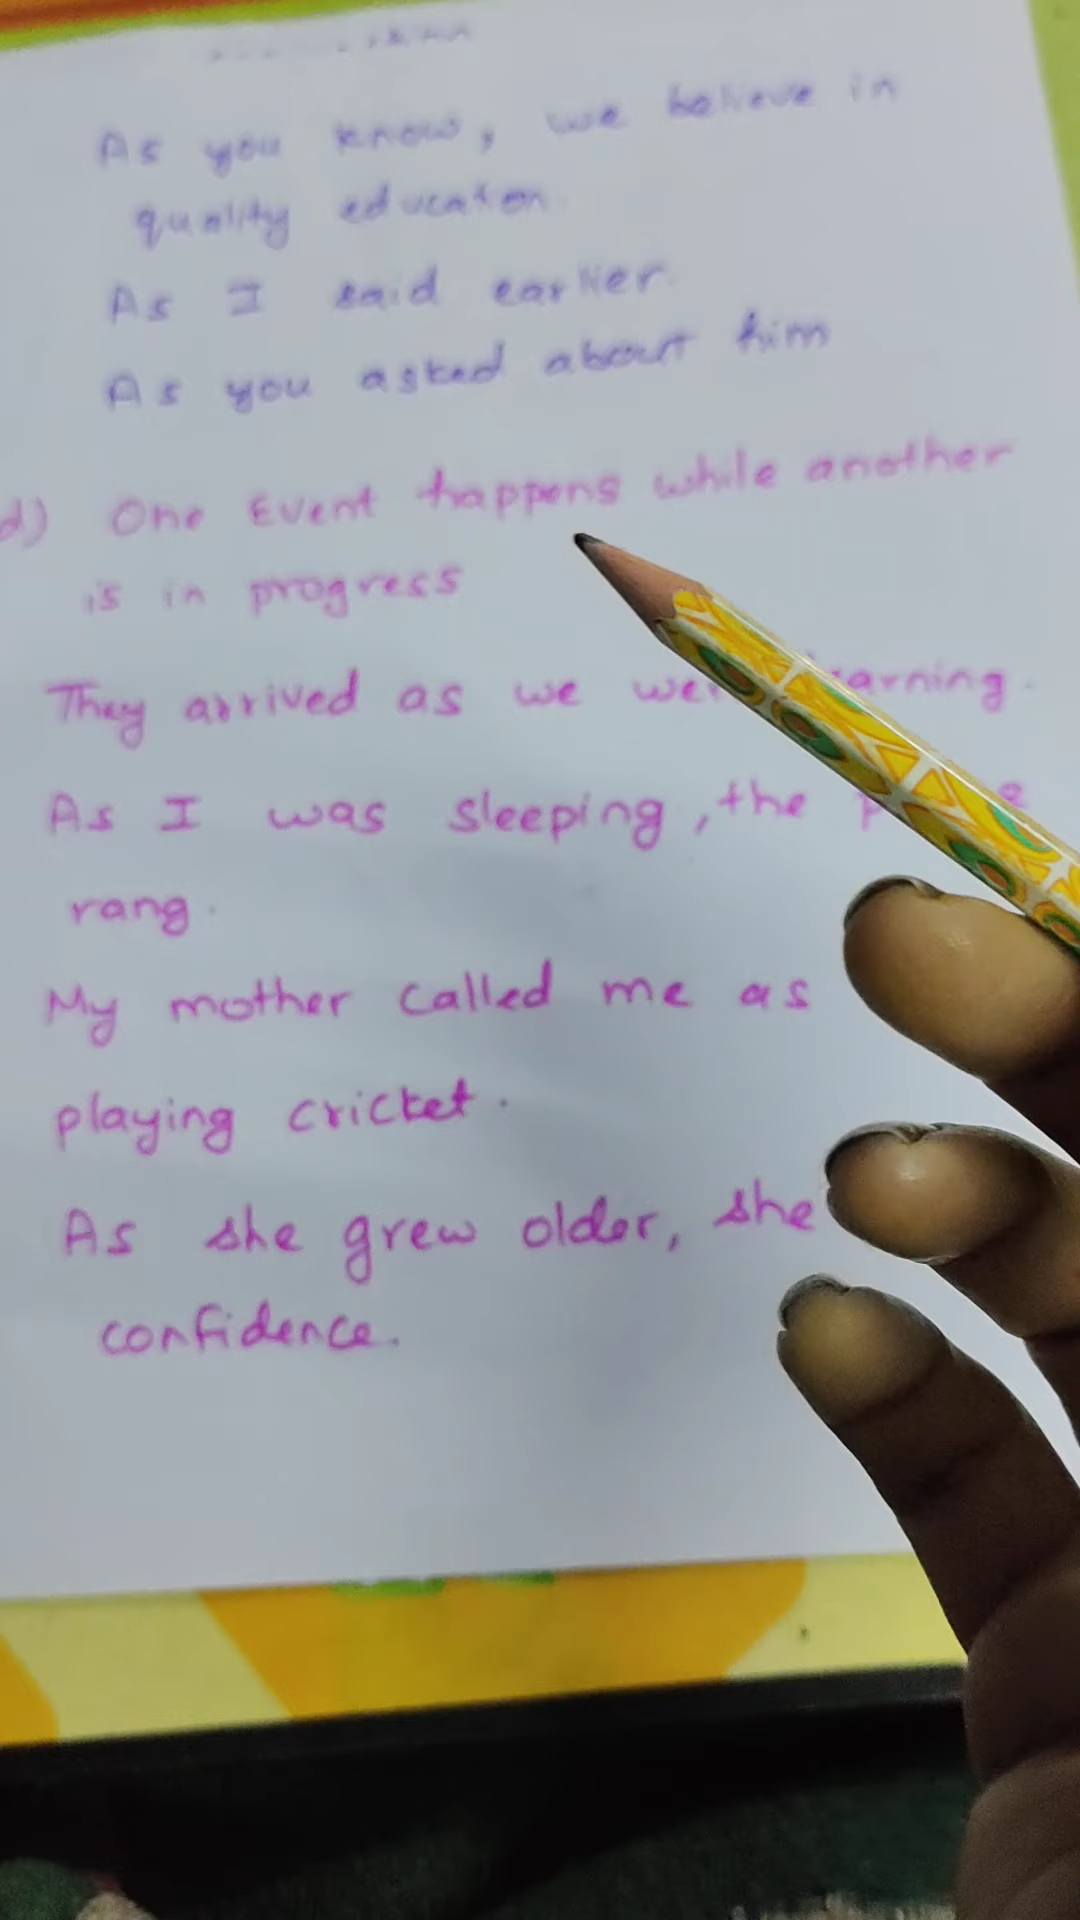 As you know, we believe in
quality education
As I said earlier.
As you asked about him
d) One Event happens while another
is in progress
They arrived as we
As I was sleeping, the
rang.
My mother called me as
playing cricket.
As she grew older, she
confidence.